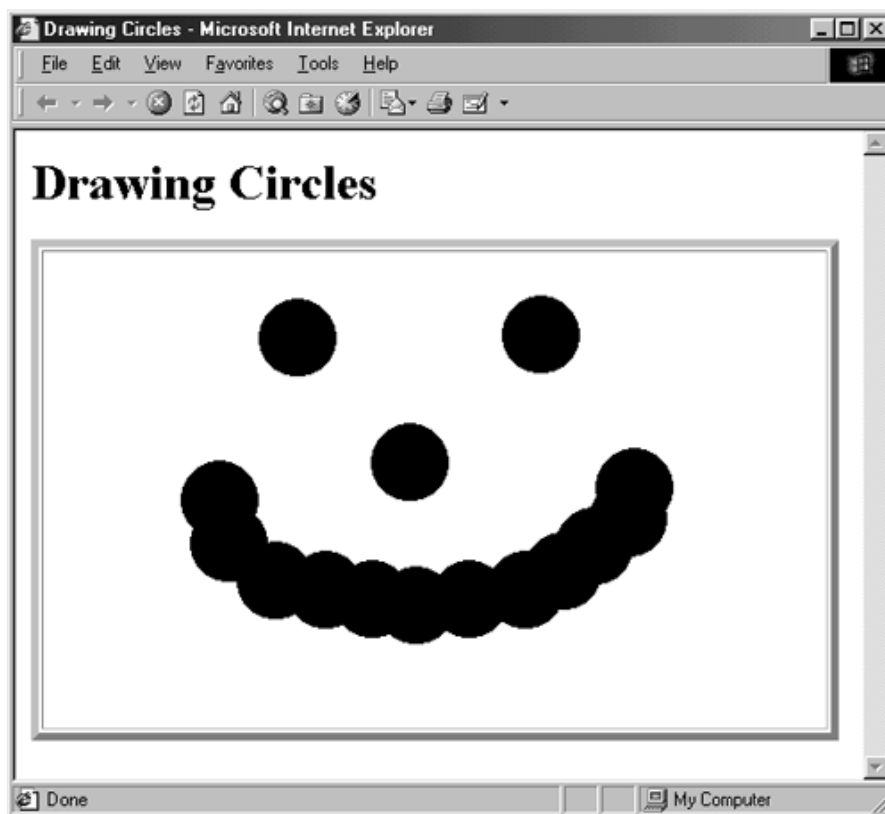 Drawing Circles - Microsoft Internet Explorer
File Edit View Favorites Tools Help
Drawing Circles
Done My Computer